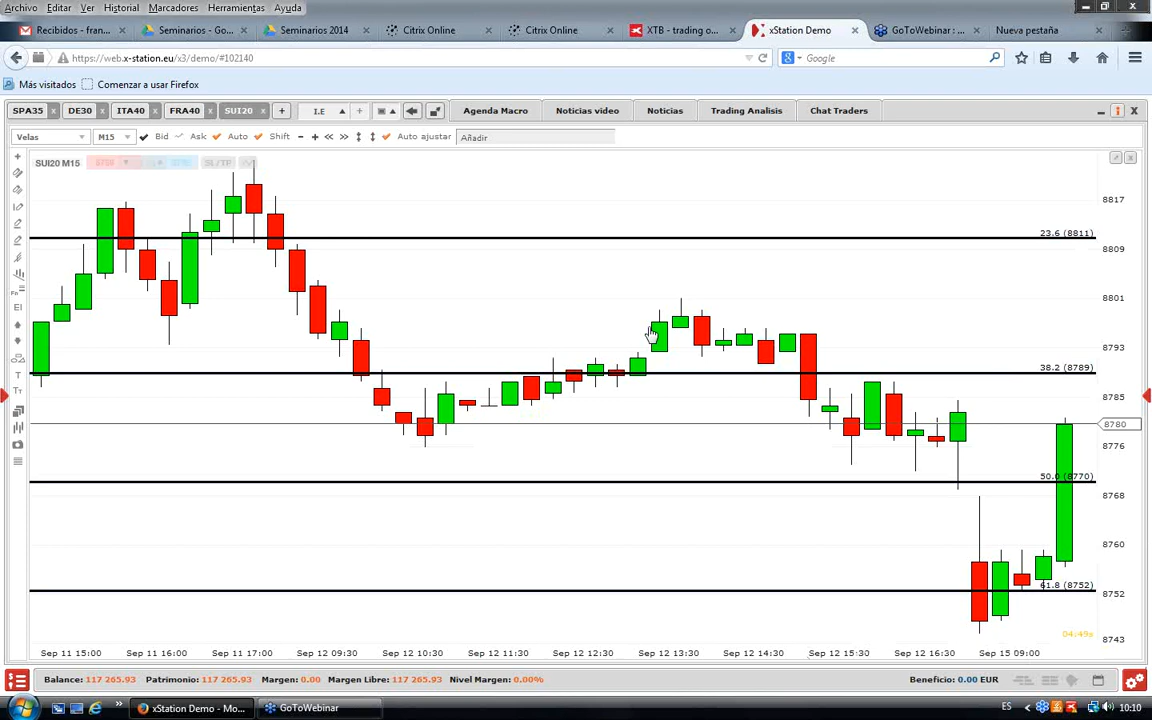 Archivo Editar Ver Historial Marcadores Herramientas Ayuda
Recibidos - fran... Seminarios - Go... Seminarios 2014 Citrix Online Citrix Online XTB - trading o... xStation Demo GoToWebinar : ... Nueva pestaña
https://web.x-station.eu/x3/demo/#102140 Google
Más visitados Comenzar a usar Firefox
SPA35 DE30 ITA40 FRA40 SUI20 I.E Agenda Macro Noticias video Noticias Trading Analisis Chat Traders
Velas M15 Bid Ask Auto Shift Auto ajustar Añadir
SUI20 M15 SL/TP
8817
23.6 (8811)
8809
8801
8793
38.2 (8789)
8785
8780
8776
50.0 (8770)
8768
8760
61.8 (8752)
8752
04:49s
8743
Sep 11 15:00 Sep 11 16:00 Sep 11 17:00 Sep 12 09:30 Sep 12 10:30 Sep 12 11:30 Sep 12 12:30 Sep 12 13:30 Sep 12 14:30 Sep 12 15:30 Sep 12 16:30 Sep 15 09:00
Balance: 117 265.93 Patrimonio: 117 265.93 Margen: 0.00 Margen Libre: 117 265.93 Nivel Margen: 0.00% Beneficio: 0.00 EUR
xStation Demo - Mo... GoToWebinar ES 10:10